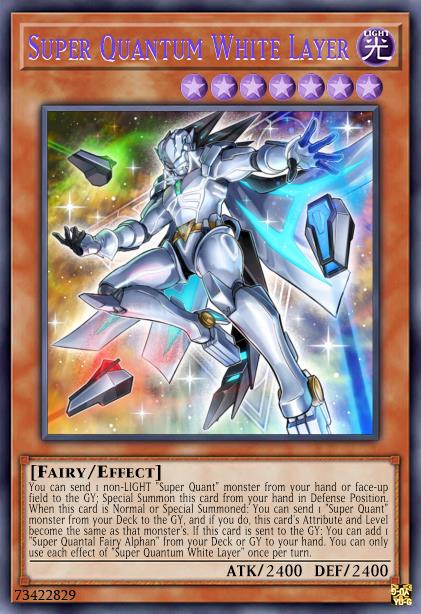 SUPER QUANTUM WHITE LAYER
LIGHT
光
[FAIRY/EFFECT]
You can send 1 non-LIGHT "Super Quant" monster from your hand or face-up
field to the GY; Special Summon this card from your hand in Defense Position.
When this card is Normal or Special Summoned: You can send 1 "Super Quant"
monster from your Deck to the GY, and if you do, this card's Attribute and Level
become the same as that monster's. If this card is sent to the GY: You can add 1
"Super Quantal Fairy Alphan" from your Deck or GY to your hand. You can only
use each effect of "Super Quantum White Layer" once per turn.
ATK/2400 DEF/2400
73422829